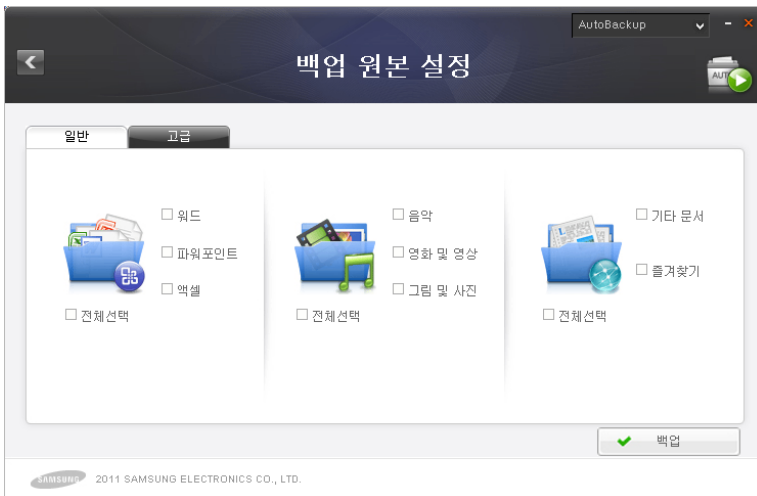 AutoBackup
백업 원본 설정
AUTO
일반
고급
워드
파워포인트
액셀
전체선택
음악
영화 및 영상
그림 및 사진
전체선택
기타 문서
즐겨찾기
전체선택
백업
SAMSUNG 2011 SAMSUNG ELECTRONICS CO., LTD.